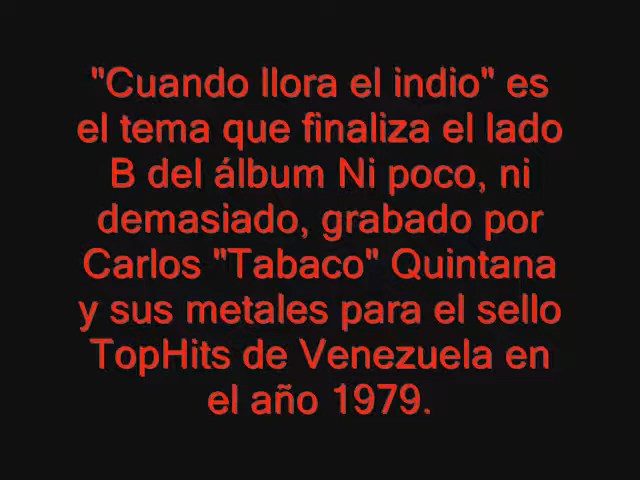 "Cuando llora el indio" es
el tema que finaliza el lado
B del álbum Ni poco, ni
demasiado, grabado por
Carlos "Tabaco" Quintana
y sus metales para el sello
TopHits de Venezuela en
el año 1979.